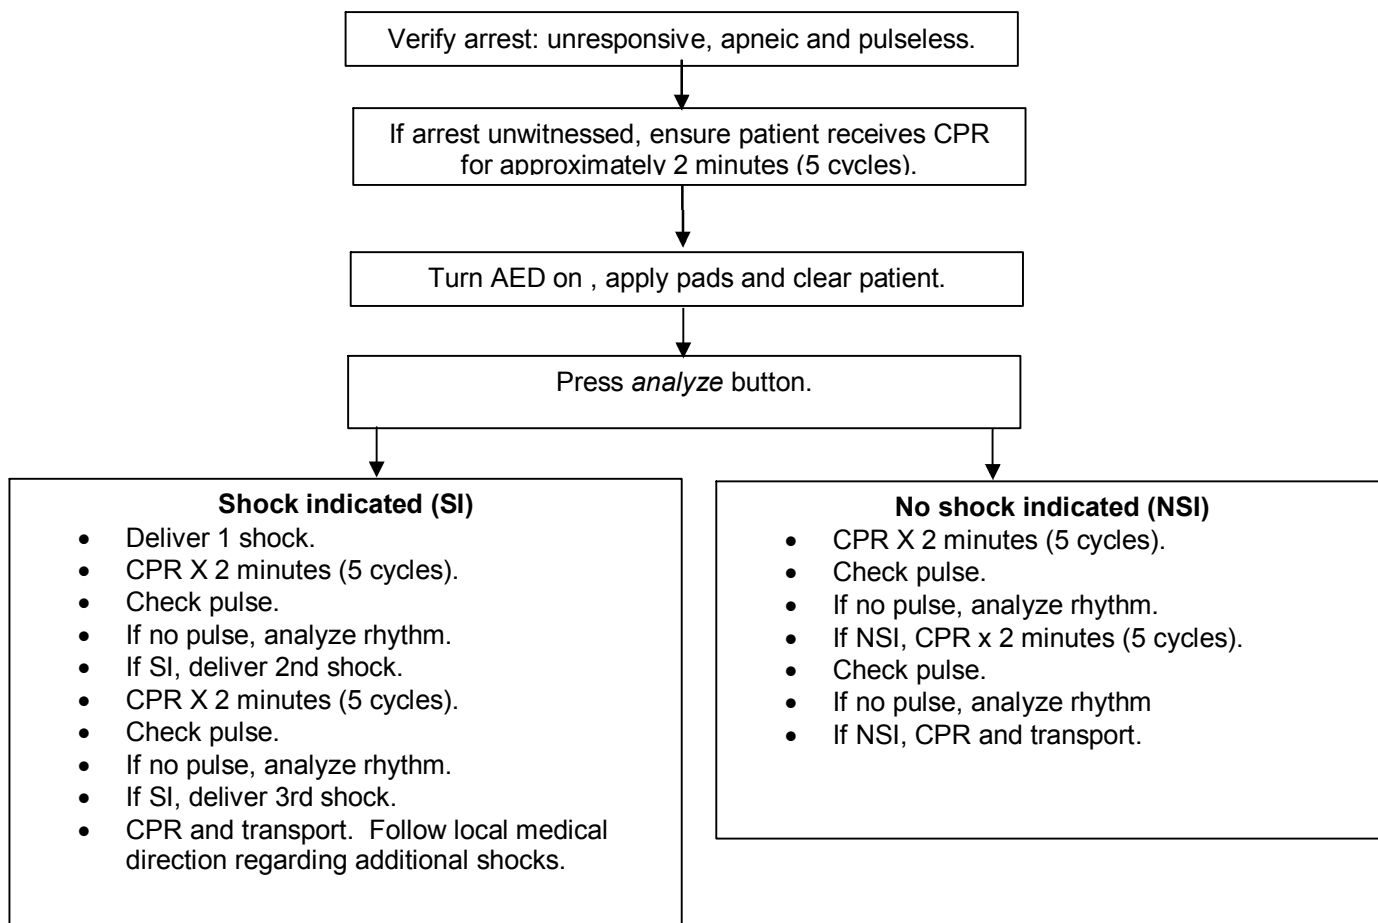 Verify arrest: unresponsive, apneic and pulseless.
If arrest unwitnessed, ensure patient receives CPR
for approximately 2 minutes (5 cycles).
Turn AED on , apply pads and clear patient.
Press analyze button.
Shock indicated (SI)
• Deliver 1 shock.
• CPR X 2 minutes (5 cycles).
• Check pulse.
• If no pulse, analyze rhythm.
• If SI, deliver 2nd shock.
• CPR X 2 minutes (5 cycles).
• Check pulse.
• If no pulse, analyze rhythm.
• If SI, deliver 3rd shock.
• CPR and transport.  Follow local medical
direction regarding additional shocks.
No shock indicated (NSI)
• CPR X 2 minutes (5 cycles).
• Check pulse.
• If no pulse, analyze rhythm.
• If NSI, CPR x 2 minutes (5 cycles).
• Check pulse.
• If no pulse, analyze rhythm
• If NSI, CPR and transport.